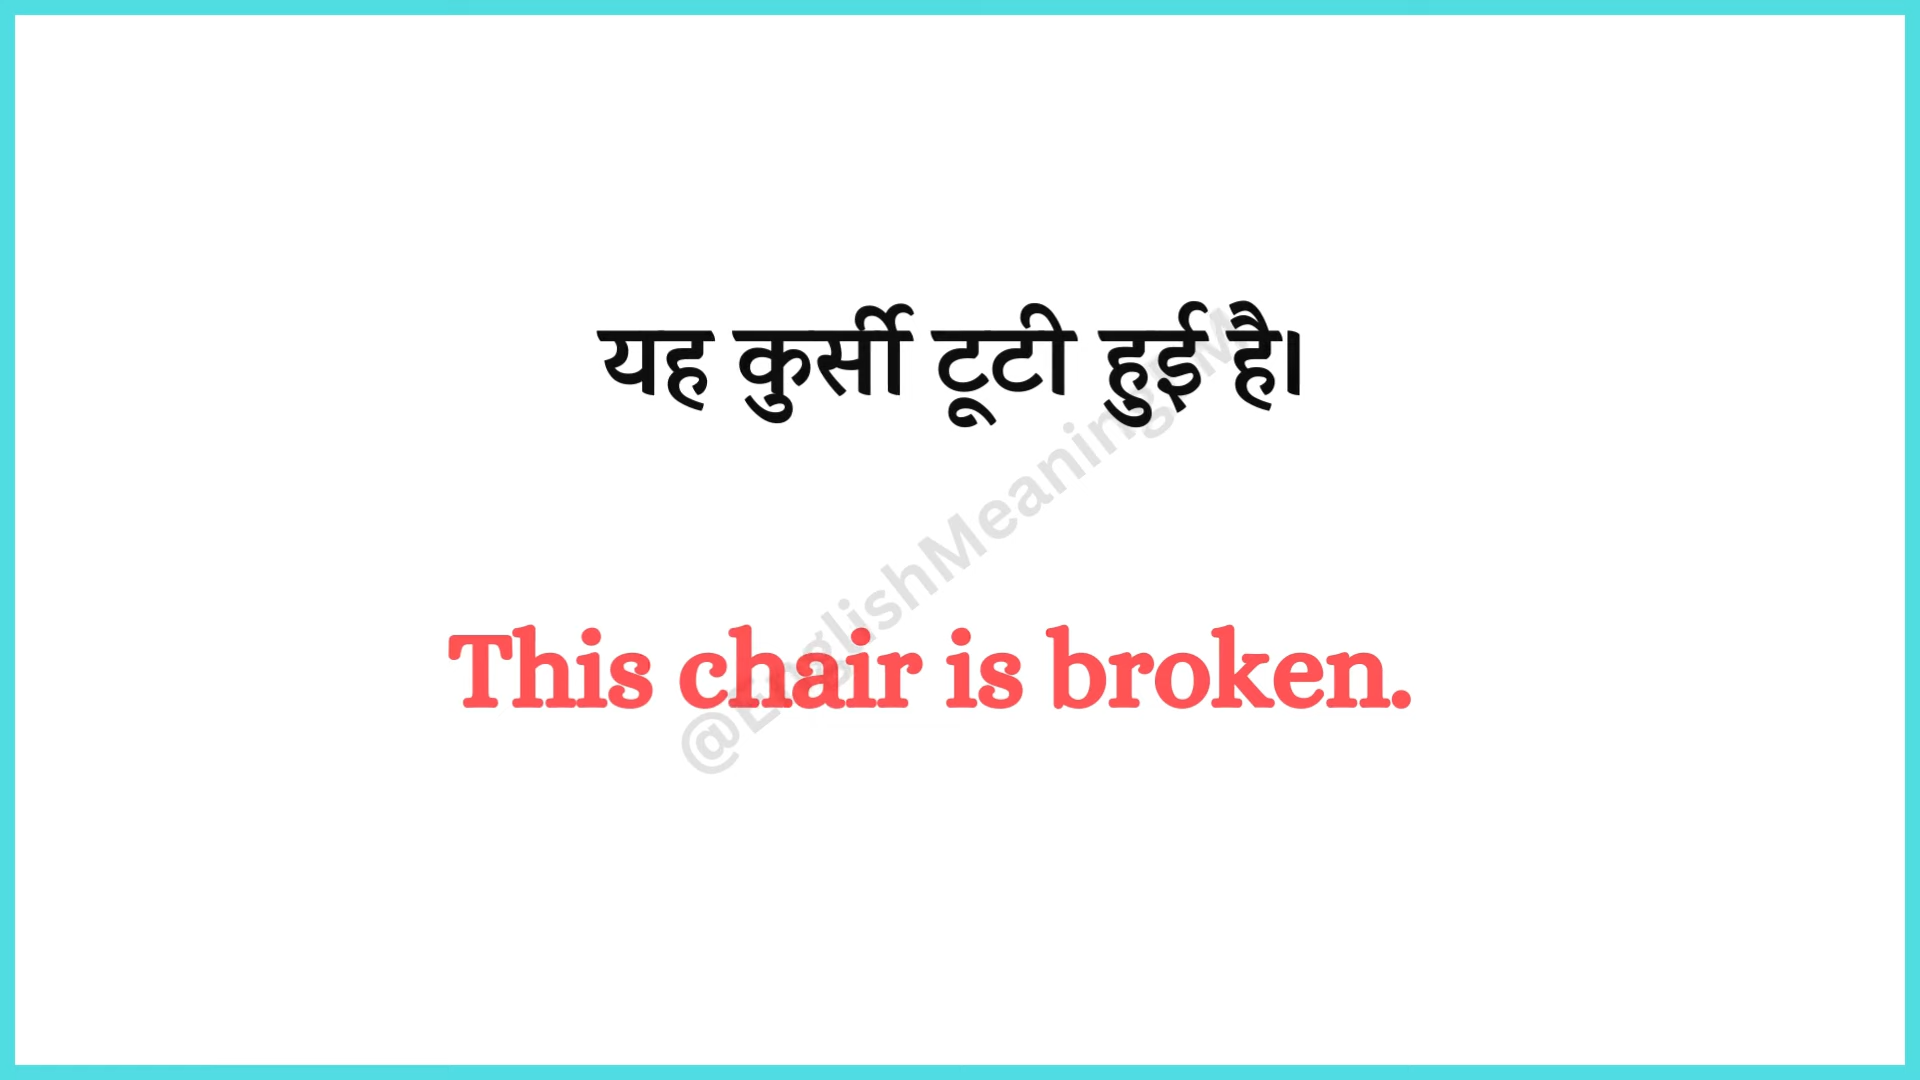 यह कुर्सी टूटी हुई है।
This chair is broken.